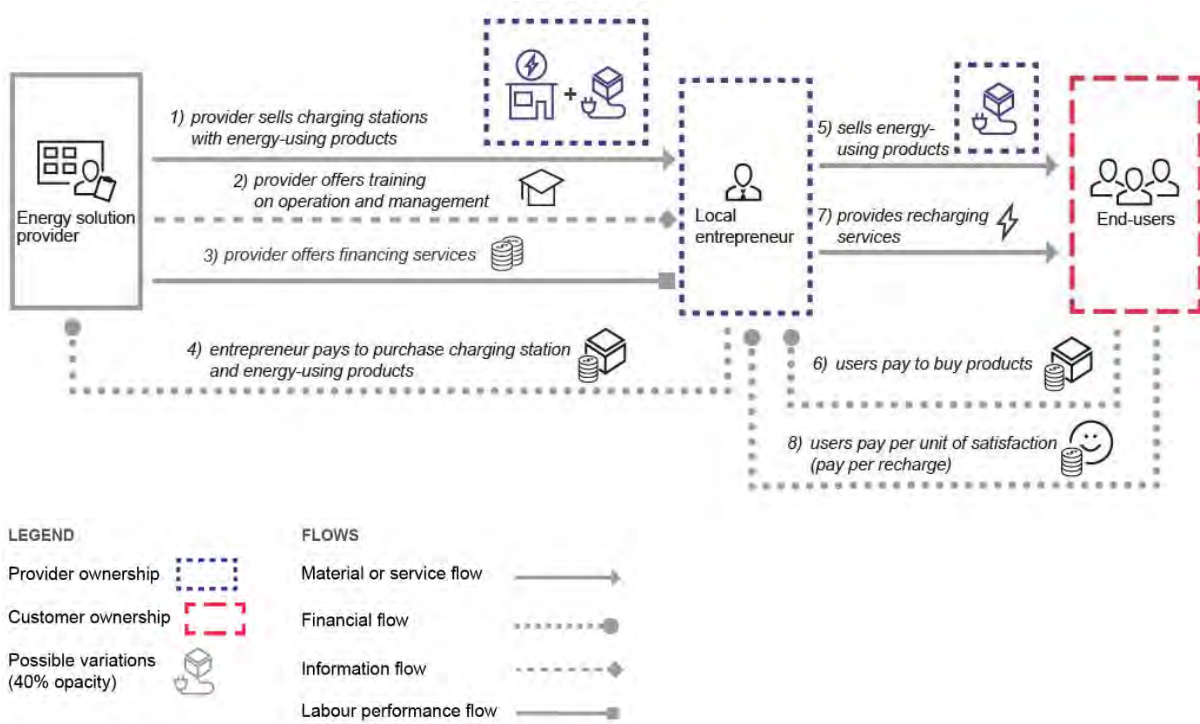 1) provider sells charging stations
with energy-using products
2) provider offers training
on operation and management
3) provider offers financing services
Energy solution
provider
4) entrepreneur pays to purchase charging station
and energy-using products
Local
entrepreneur
5) sells energy-
using products
7) provides recharging
services
End-users
6) users pay to buy products
8) users pay per unit of satisfaction
(pay per recharge)
LEGEND
Provider ownership
Customer ownership
Possible variations
(40% opacity)
FLOWS
Material or service flow
Financial flow
Information flow
Labour performance flow